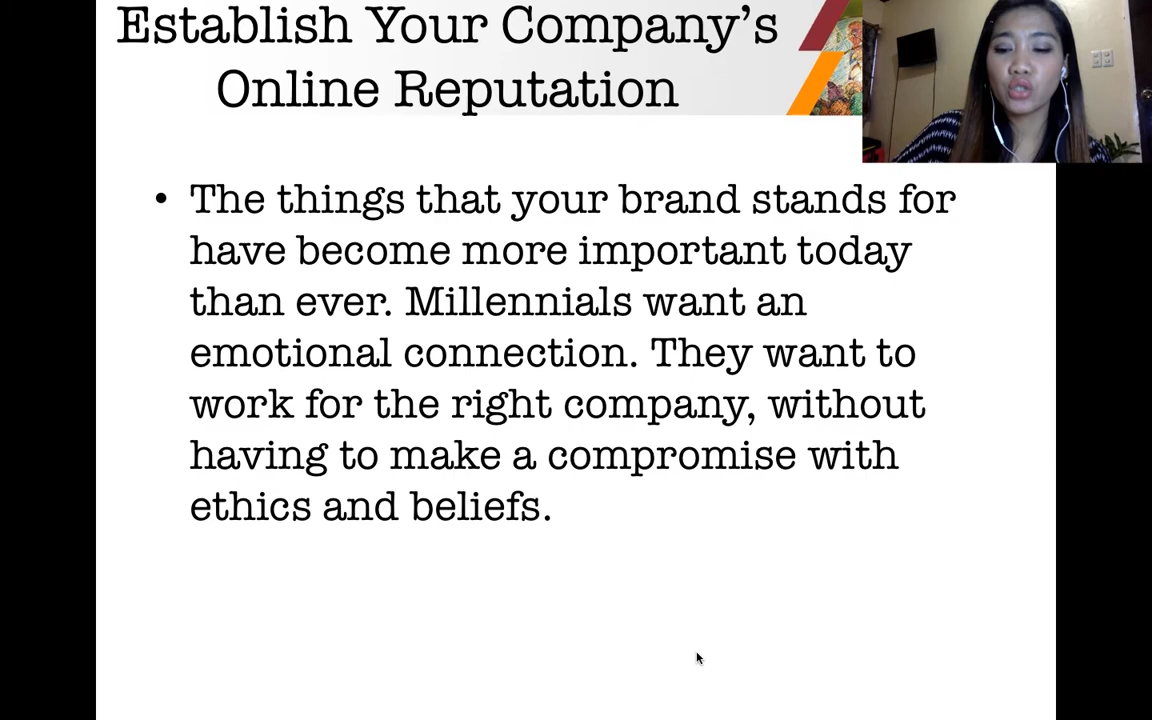 Establish Your Company’s
Online Reputation
• The things that your brand stands for
have become more important today
than ever. Millennials want an
emotional connection. They want to
work for the right company, without
having to make a compromise with
ethics and beliefs.